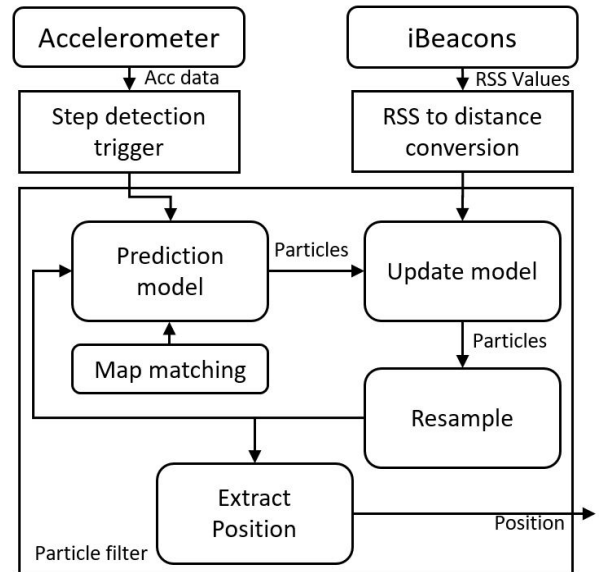 Accelerometer
iBeacons
Acc data
RSS Values
Step detection
trigger
RSS to distance
conversion
Prediction
model
Particles
Update model
Map matching
Particles
Resample
Extract
Position
Position
Particle filter